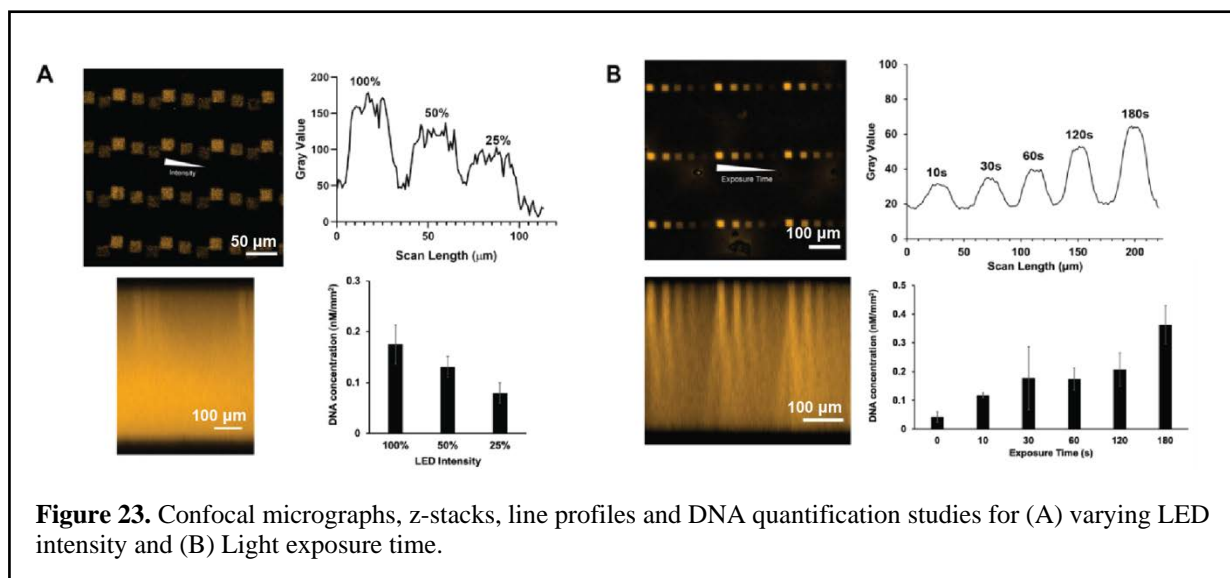 A
Intensity
50 µm
200
150
100
50
0
Gray Value
100%
50%
25%
0
50
100
Scan Length (µm)
100 µm
0.3
0.2
0.1
0
DNA concentration (nM/mm²)
100%
50%
25%
LED Intensity
B
Exposure Time
100 µm
100
80
60
40
20
0
Gray Value
10s
30s
60s
120s
180s
0
50
100
150
200
Scan Length (µm)
100 µm
0.5
0.4
0.3
0.2
0.1
0
DNA concentration (nM/mm²)
0
10
30
60
120
180
Exposure Time (s)
Figure 23. Confocal micrographs, z-stacks, line profiles and DNA quantification studies for (A) varying LED
intensity and (B) Light exposure time.